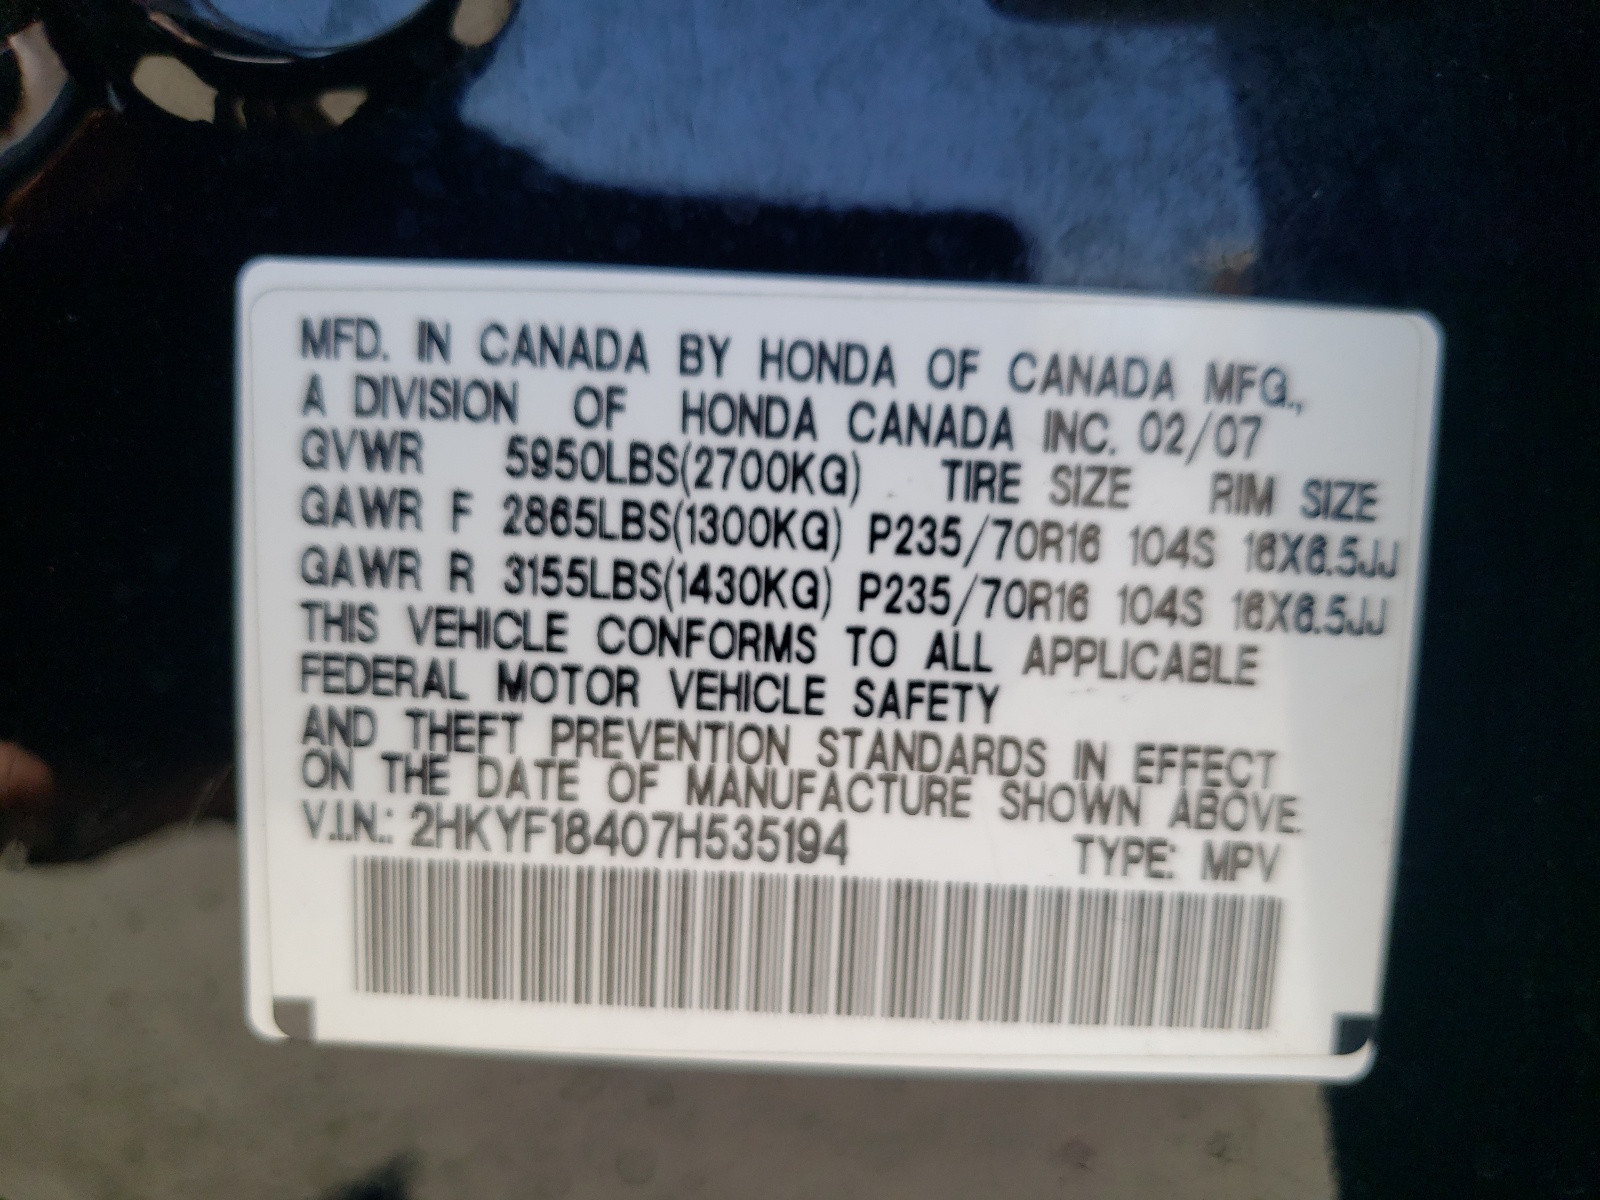 MFD. IN CANADA BY HONDA OF CANADA MFG.,
A DIVISION OF HONDA CANADA INC. 02/07
GVWR 5950LBS(2700KG) TIRE SIZE RIM SIZE
GAWR F 2865LBS(1300KG) P235/70R16 104S 16X6.5JJ
GAWR R 3155LBS(1430KG) P235/70R16 104S 16X6.5JJ
THIS VEHICLE CONFORMS TO ALL APPLICABLE
FEDERAL MOTOR VEHICLE SAFETY
AND THEFT PREVENTION STANDARDS IN EFFECT
ON THE DATE OF MANUFACTURE SHOWN ABOVE.
V.I.N.: 2HKYF18407H535194 TYPE: MPV